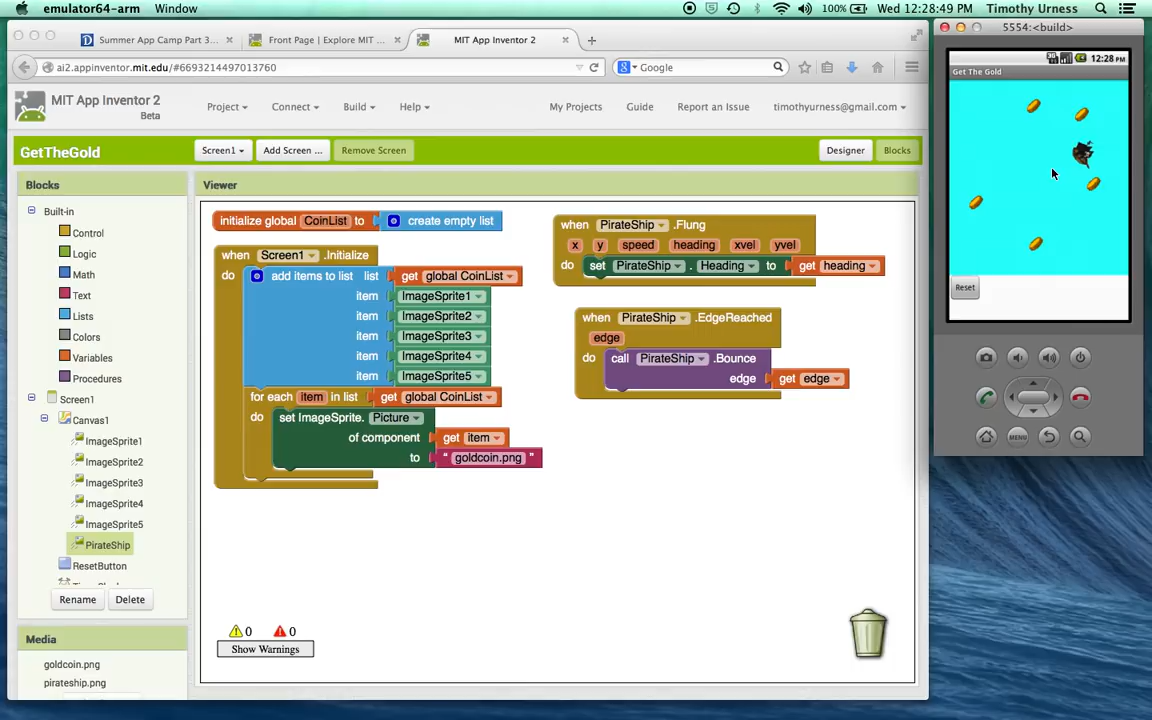 emulator64-arm Window 100% Wed 12:28:49 PM Timothy Urness
Summer App Camp Part 3... Front Page | Explore MIT ... MIT App Inventor 2
ai2.appinventor.mit.edu/#6693214497013760 Google
5554:<build>
12:28 PM
Get The Gold
Reset
MENU
MIT App Inventor 2
Beta
Project Connect Build Help My Projects Guide Report an Issue timothyurness@gmail.com
GetTheGold Screen1 Add Screen ... Remove Screen Designer Blocks
Blocks
Viewer
Built-in
Control
Logic
Math
Text
Lists
Colors
Variables
Procedures
Screen1
Canvas1
ImageSprite1
ImageSprite2
ImageSprite3
ImageSprite4
ImageSprite5
PirateShip
ResetButton
Rename Delete
Media
goldcoin.png
pirateship.png
initialize global CoinList to create empty list
when Screen1 .Initialize
do add items to list list get global CoinList
item ImageSprite1
item ImageSprite2
item ImageSprite3
item ImageSprite4
item ImageSprite5
for each item in list get global CoinList
do set ImageSprite. Picture
of component get item
to " goldcoin.png "
when PirateShip .Flung
x y speed heading xvel yvel
do set PirateShip . Heading to get heading
when PirateShip .EdgeReached
edge
do call PirateShip .Bounce
edge get edge
0 0
Show Warnings